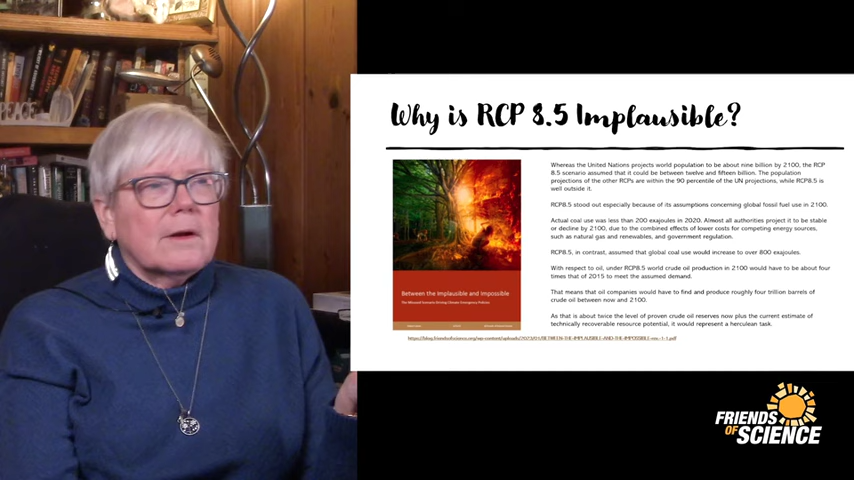 Why is RCP 8.5 Implausible?
Whereas the United Nations projects world population to be about nine billion by 2100, the RCP
8.5 scenario assumed that it could be between twelve and fifteen billion. The population
projections of the other RCPs are within the 90 percentile of the UN projections, while RCP8.5 is
well outside it.
RCP8.5 stood out especially because of its assumptions concerning global fossil fuel use in 2100.
Actual coal use was less than 200 exajoules in 2020. Almost all authorities project it to be stable
or decline by 2100, due to the combined effects of lower costs for competing energy sources,
such as natural gas and renewables, and government regulation.
RCP8.5, in contrast, assumed that global coal use would increase to over 800 exajoules.
With respect to oil, under RCP8.5 world crude oil production in 2100 would have to be about four
times that of 2015 to meet the assumed demand.
That means that oil companies would have to find and produce roughly four trillion barrels of
crude oil between now and 2100.
As that is about twice the level of proven crude oil reserves now plus the current estimate of
technically recoverable resource potential, it would represent a herculean task.
Between the Implausible and Impossible
PEACE
FRIENDS
OF SCIENCE